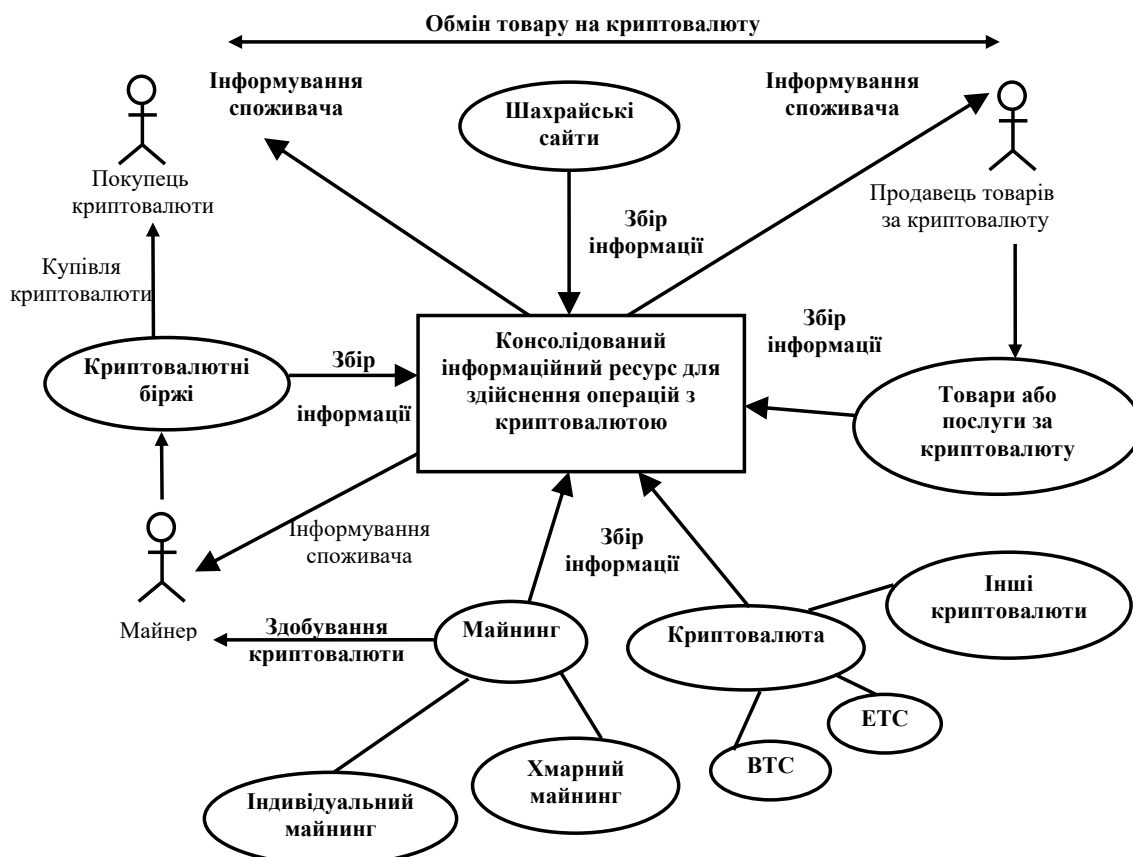 Обмін товару на криптовалюту
Інформування
споживача
Шахрайські
сайти
Інформування
споживача
Покупець
криптовалюти
Продавець товарів
за криптовалюту
Збір
інформації
Купівля
криптовалюти
Криптовалютні
біржі
Збір
інформації
Консолідований
інформаційний ресурс для
здійснення операцій з
криптовалютою
Збір
інформації
Товари або
послуги за
криптовалюту
Інформування
споживача
Збір
інформації
Майнер
Здобування
криптовалюти
Майнинг
Криптовалюта
Інші
криптовалюти
ЕТС
ВТС
Хмарний
майнинг
Індивідуальний
майнинг